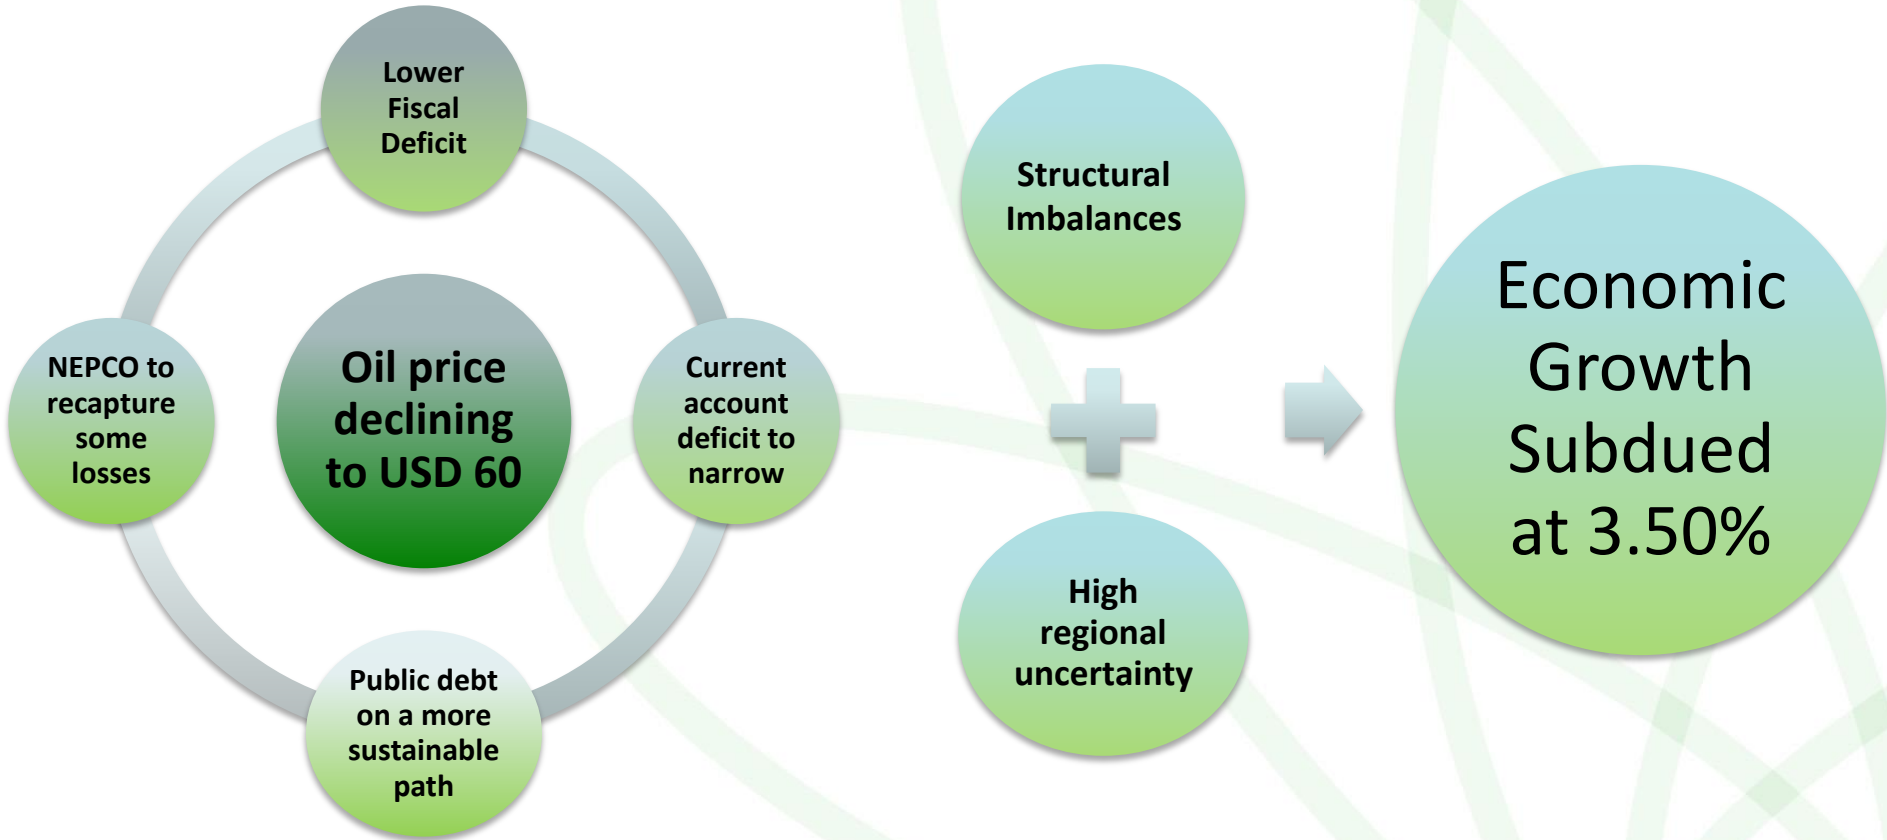 Lower
Fiscal
Deficit
NEPCO to
recapture
some
losses
Oil price
declining
to USD 60
Current
account
deficit to
narrow
Public debt
on a more
sustainable
path
Structural
Imbalances
High
regional
uncertainty
Economic
Growth
Subdued
at 3.50%